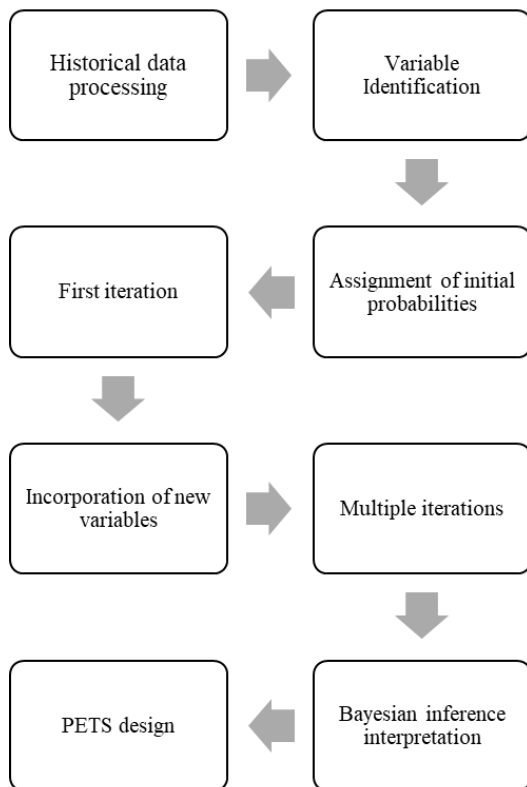 Historical data
processing
Variable
Identification
Assignment of initial
probabilities
First iteration
Incorporation of new
variables
Multiple iterations
Bayesian inference
interpretation
PETS design